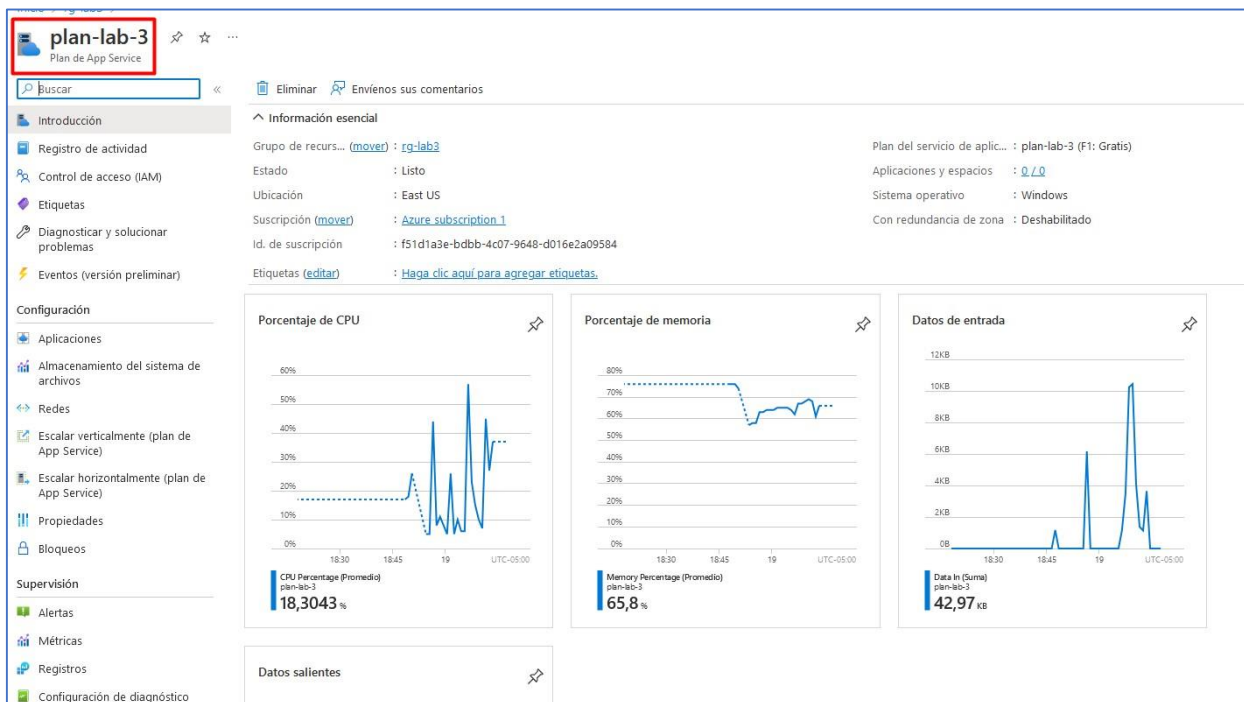 plan-lab-3
Plan de App Service
Buscar
Introducción
Registro de actividad
Control de acceso (IAM)
Etiquetas
Diagnosticar y solucionar
problemas
Eventos (versión preliminar)
Configuración
Aplicaciones
Almacenamiento del sistema de
archivos
Redes
Escalar verticalmente (plan de
App Service)
Escalar horizontalmente (plan de
App Service)
Propiedades
Bloqueos
Supervisión
Alertas
Métricas
Registros
Configuración de diagnóstico
Eliminar Envíenos sus comentarios
Información esencial
Grupo de recurs... (mover) : rg-lab3
Estado : Listo
Ubicación : East US
Suscripción (mover) : Azure subscription 1
Id. de suscripción : f51d1a3e-bdbb-4c07-9648-d016e2a09584
Etiquetas (editar) : Haga clic aquí para agregar etiquetas.
Plan del servicio de aplic... : plan-lab-3 (F1: Gratis)
Aplicaciones y espacios : 0 / 0
Sistema operativo : Windows
Con redundancia de zona : Deshabilitado
Porcentaje de CPU
60%
50%
40%
30%
20%
10%
0%
18:30 18:45 19 UTC-05:00
CPU Percentage (Promedio)
plan-lab-3
18,3043 %
Porcentaje de memoria
80%
70%
60%
50%
40%
30%
20%
10%
0%
18:30 18:45 19 UTC-05:00
Memory Percentage (Promedio)
plan-lab-3
65,8 %
Datos de entrada
12KB
10KB
8KB
6KB
4KB
2KB
0B
18:30 18:45 19 UTC-05:00
Data In (Suma)
plan-lab-3
42,97 KB
Datos salientes